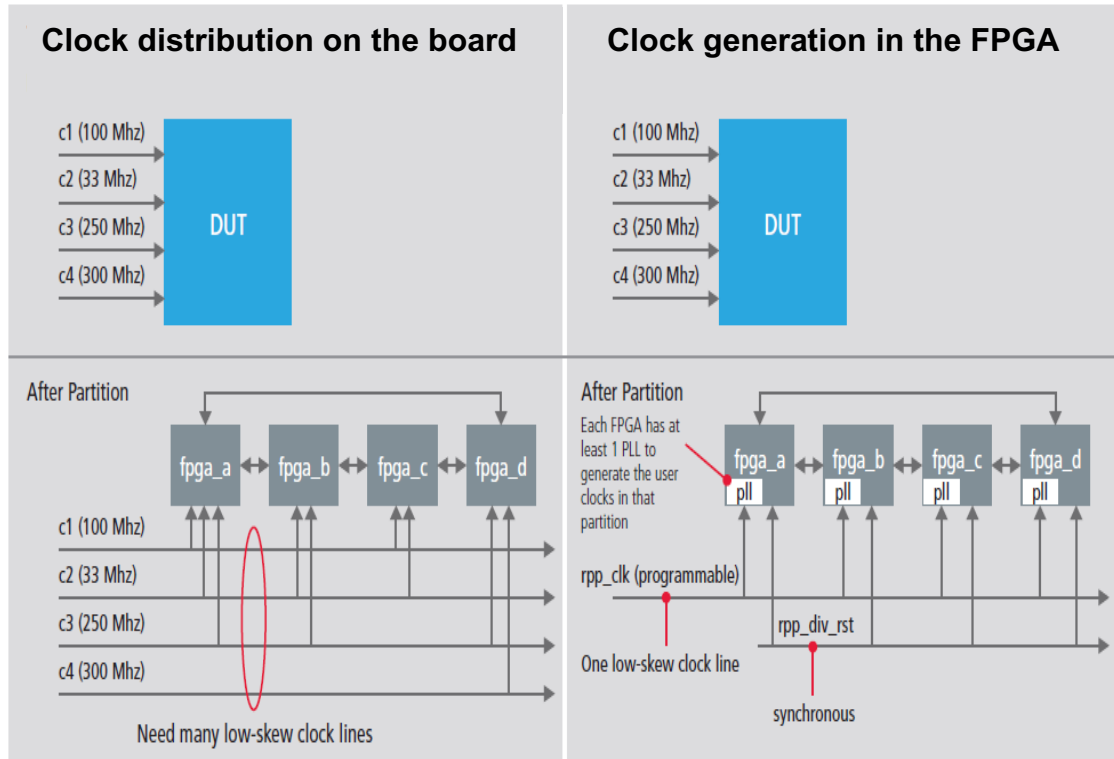 Clock distribution on the board
c1 (100 Mhz)
c2 (33 Mhz)
c3 (250 Mhz)
c4 (300 Mhz)
DUT
Clock generation in the FPGA
c1 (100 Mhz)
c2 (33 Mhz)
c3 (250 Mhz)
c4 (300 Mhz)
DUT
After Partition
fpga_a
fpga_b
fpga_c
fpga_d
c1 (100 Mhz)
c2 (33 Mhz)
c3 (250 Mhz)
c4 (300 Mhz)
Need many low-skew clock lines
After Partition
Each FPGA has at
least 1 PLL to
generate the user
clocks in that
partition
fpga_a
pll
fpga_b
pll
fpga_c
pll
fpga_d
pll
rpp_clk (programmable)
rpp_div_rst
One low-skew clock line
synchronous